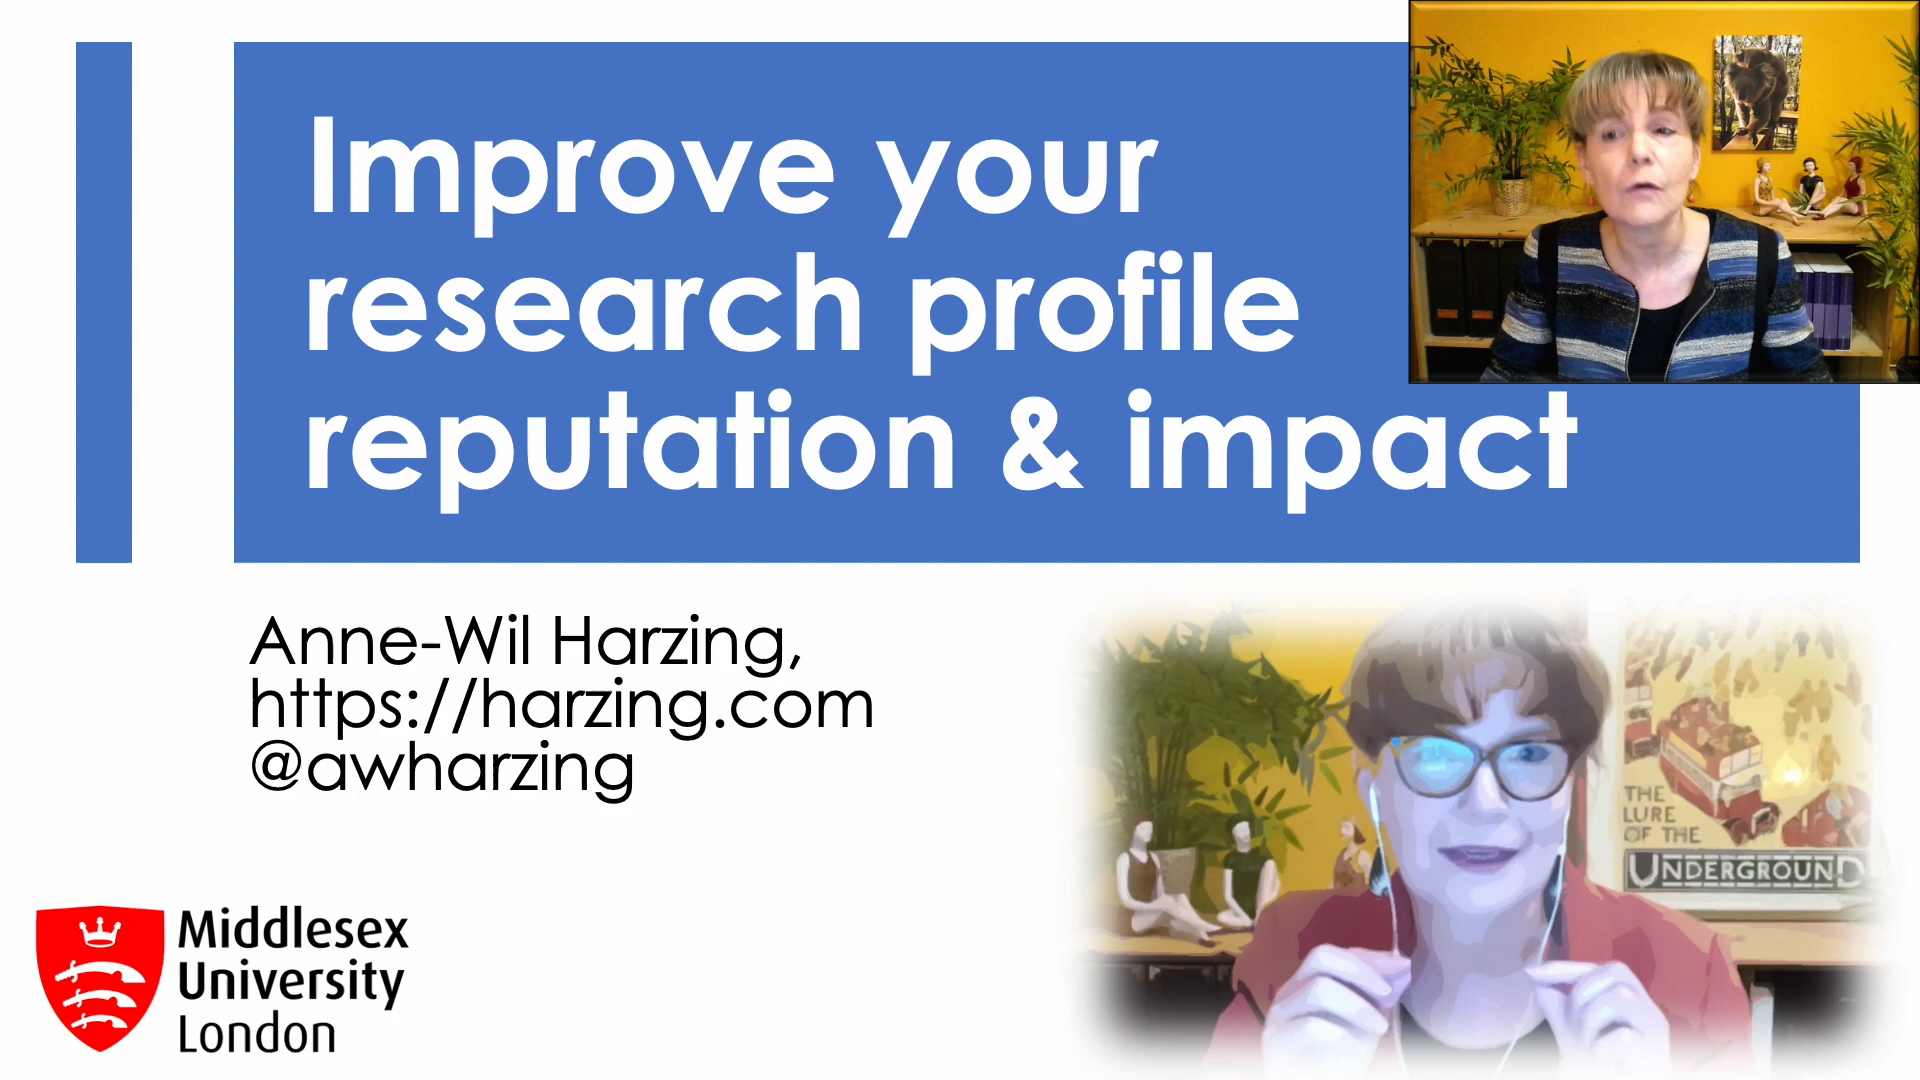 Improve your
research profile
reputation & impact
Anne-Wil Harzing,
https://harzing.com
@awharzing
THE
LURE
OF THE
UNDERGROUND
Middlesex
University
London